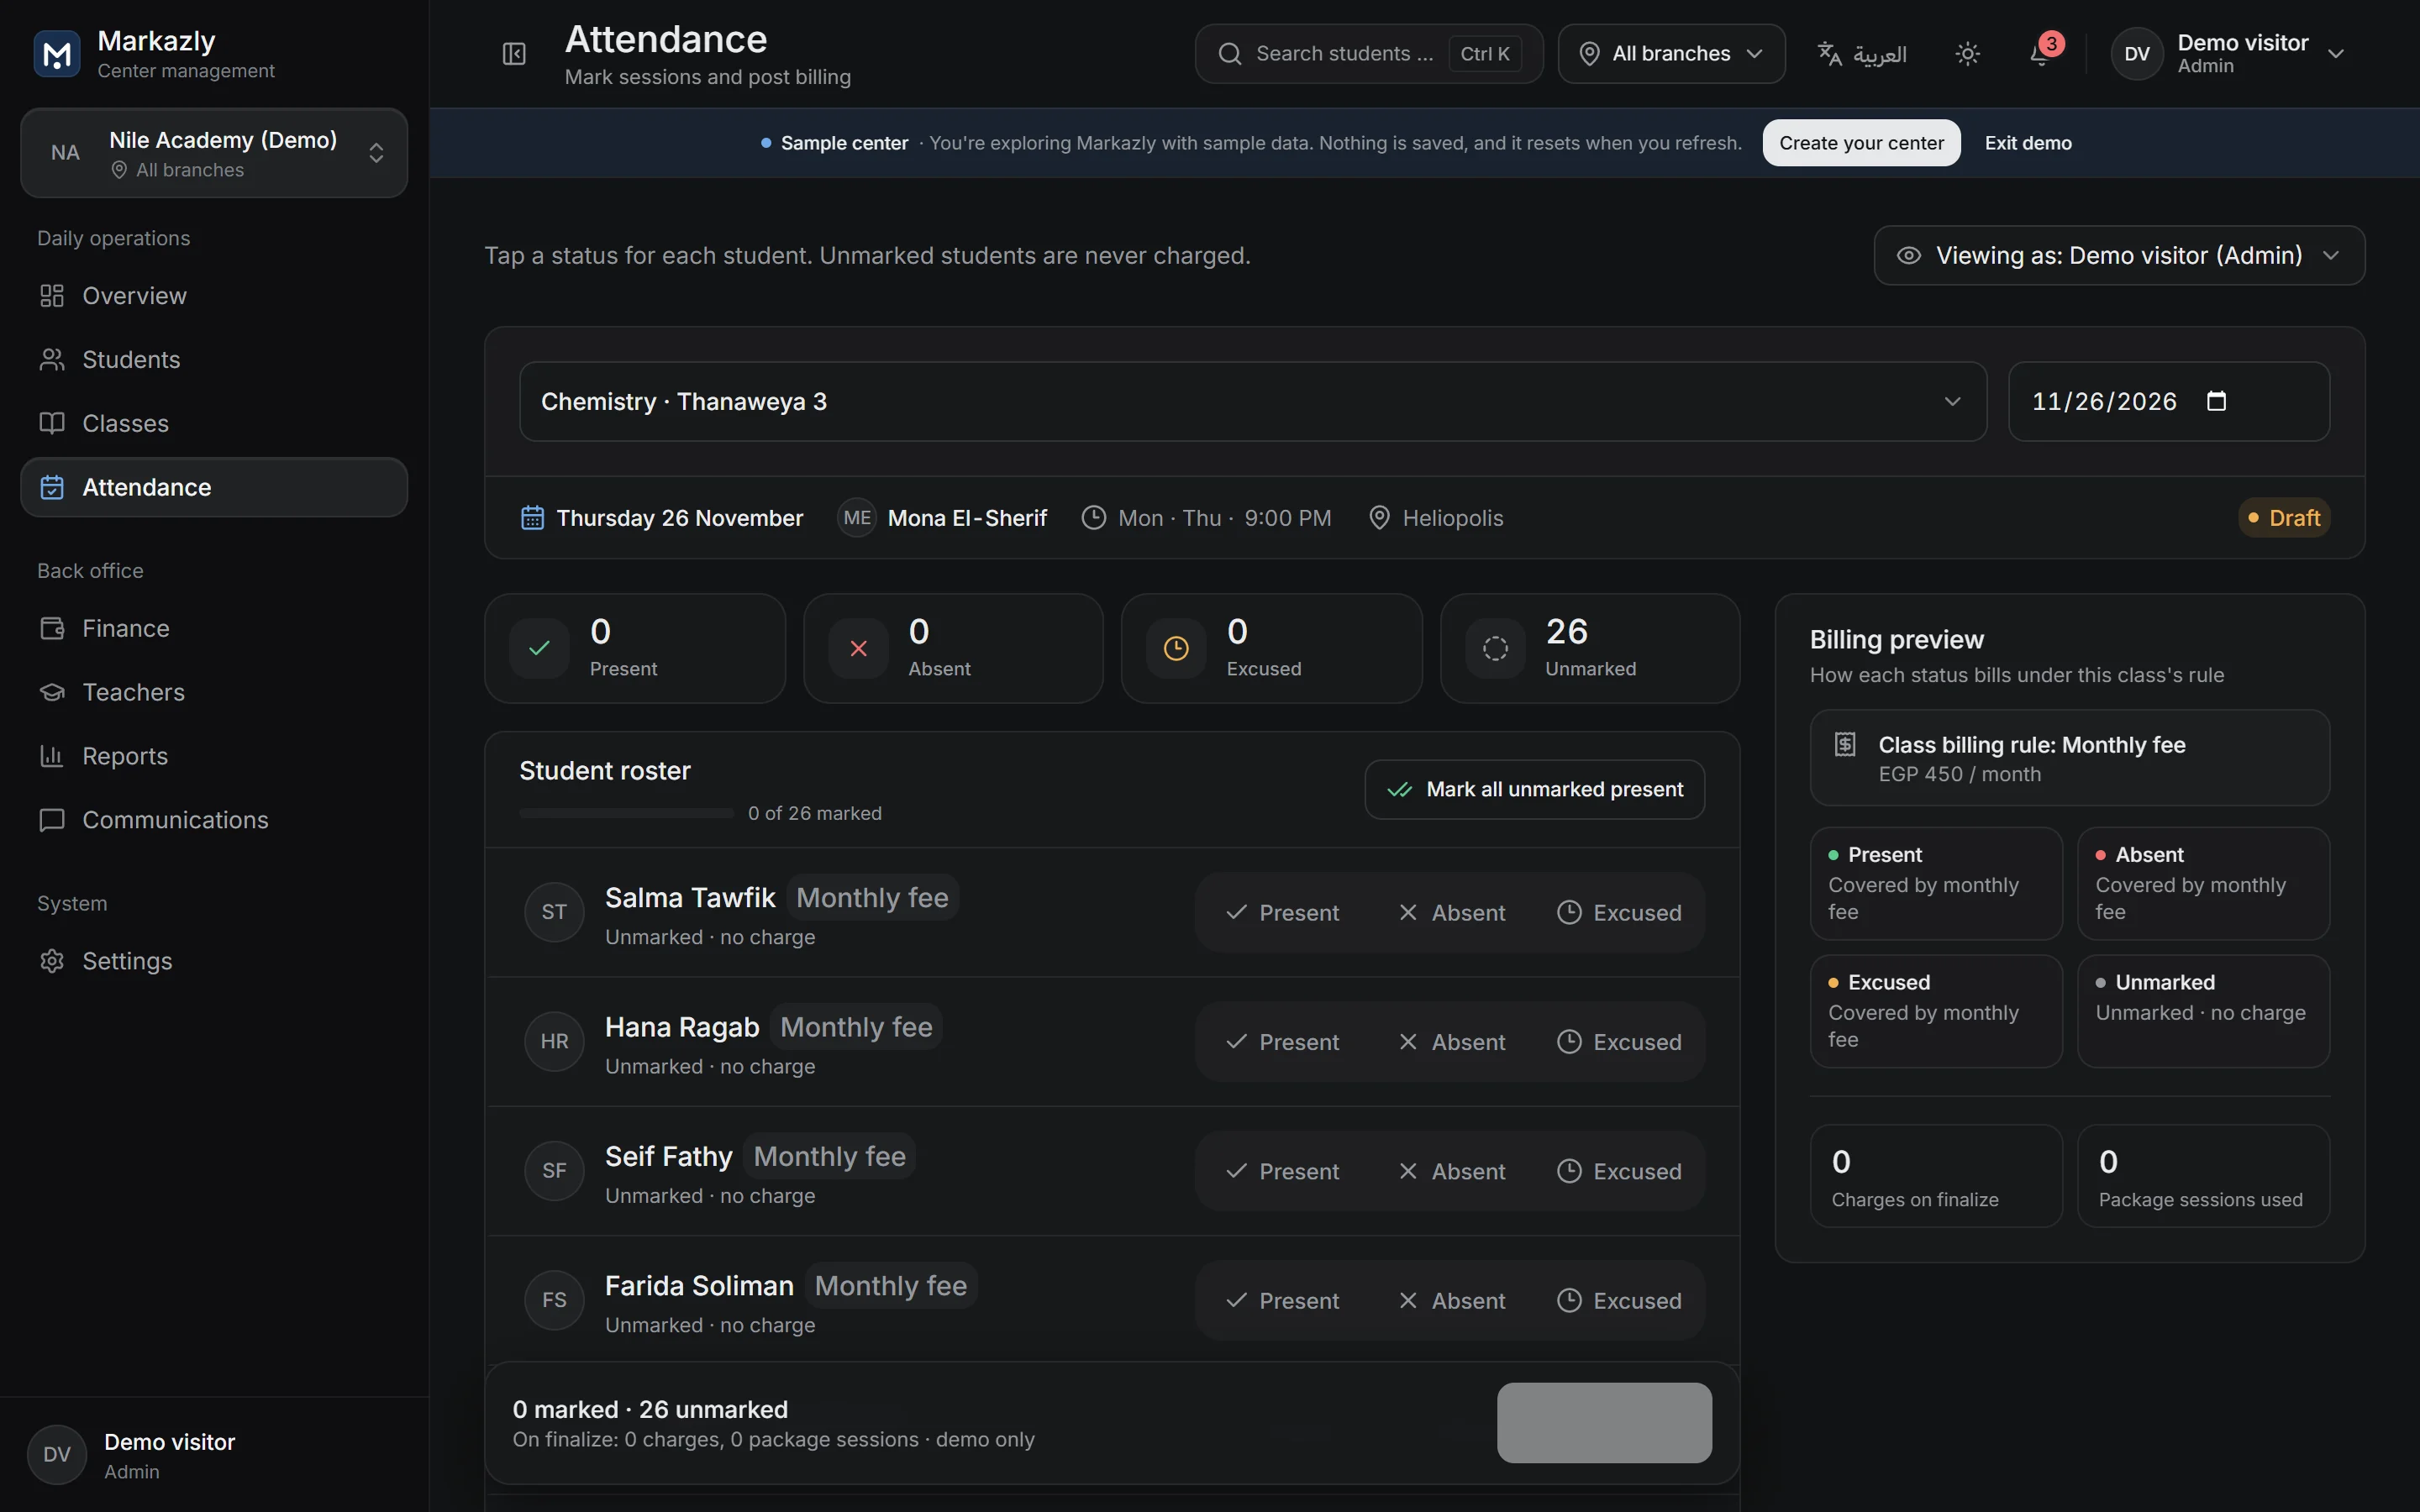 Markazly
Center management
NA
Nile Academy (Demo)
All branches
Daily operations
Overview
Students
Classes
Attendance
Back office
Finance
Teachers
Reports
Communications
System
Settings
DV
Demo visitor
Admin
Attendance
Mark sessions and post billing
Search students ... Ctrl K
All branches
العربية
3
DV
Demo visitor
Admin
Sample center · You're exploring Markazly with sample data. Nothing is saved, and it resets when you refresh. Create your center Exit demo
Tap a status for each student. Unmarked students are never charged.
Viewing as: Demo visitor (Admin)
Chemistry · Thanaweya 3
11/26/2026
Thursday 26 November ME Mona El-Sherif Mon · Thu · 9:00 PM Heliopolis Draft
0
Present
0
Absent
0
Excused
26
Unmarked
Student roster
0 of 26 marked
Mark all unmarked present
ST
Salma Tawfik Monthly fee
Unmarked · no charge
Present Absent Excused
HR
Hana Ragab Monthly fee
Unmarked · no charge
Present Absent Excused
SF
Seif Fathy Monthly fee
Unmarked · no charge
Present Absent Excused
FS
Farida Soliman Monthly fee
Unmarked · no charge
Present Absent Excused
0 marked · 26 unmarked
On finalize: 0 charges, 0 package sessions · demo only
Billing preview
How each status bills under this class's rule
Class billing rule: Monthly fee
EGP 450 / month
Present
Covered by monthly
fee
Absent
Covered by monthly
fee
Excused
Covered by monthly
fee
Unmarked
Unmarked · no charge
0
Charges on finalize
0
Package sessions used